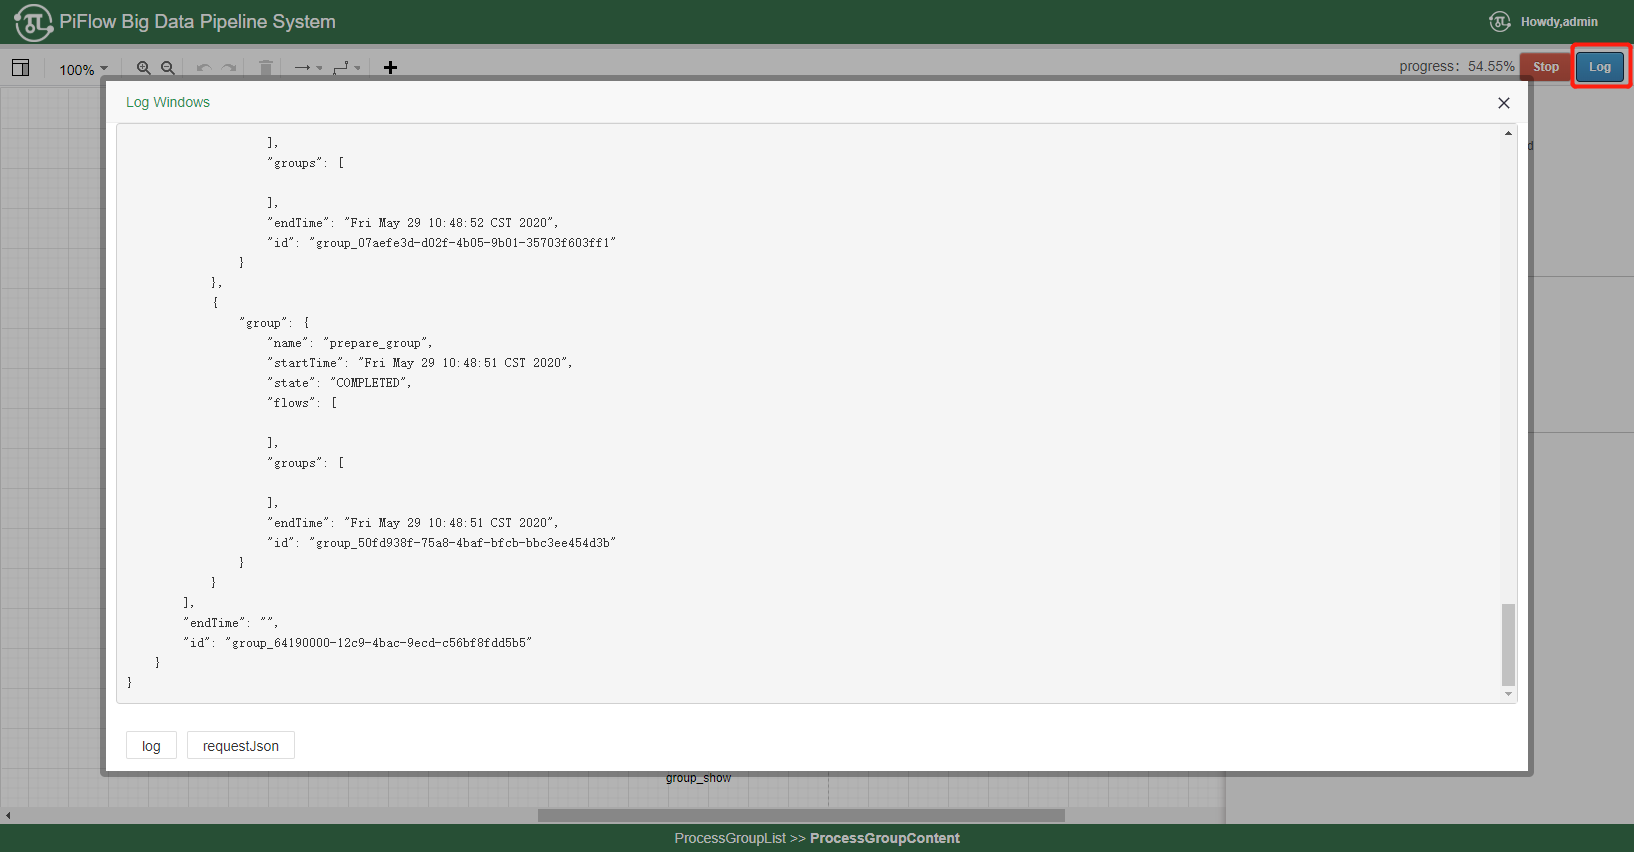 PiFlow Big Data Pipeline System
Howdy,admin
100%
progress: 54.55%
Stop
Log
Log Windows
],
"groups": [
],
"endTime": "Fri May 29 10:48:52 CST 2020",
"id": "group_07aefe3d-d02f-4b05-9b01-35703f603ff1"
}
},
{
"group": {
"name": "prepare_group",
"startTime": "Fri May 29 10:48:51 CST 2020",
"state": "COMPLETED",
"flows": [
],
"groups": [
],
"endTime": "Fri May 29 10:48:51 CST 2020",
"id": "group_50fd938f-75a8-4baf-bfcb-bbc3ee454d3b"
}
}
],
"endTime": "",
"id": "group_64190000-12c9-4bac-9ecd-c56bf8fdd5b5"
}
}
log
requestJson
group_show
ProcessGroupList >> ProcessGroupContent